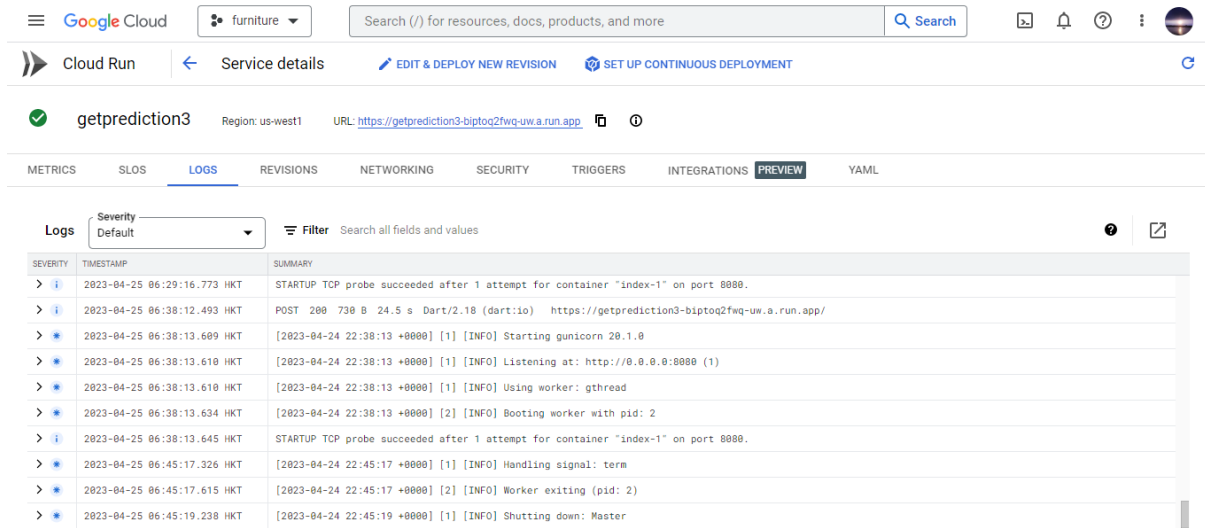 Google Cloud furniture Search (/) for resources, docs, products, and more Search
Cloud Run Service details EDIT & DEPLOY NEW REVISION SET UP CONTINUOUS DEPLOYMENT
getprediction3 Region: us-west1 URL: https://getprediction3-biptoq2fwq-uw.a.run.app
METRICS SLOS LOGS REVISIONS NETWORKING SECURITY TRIGGERS INTEGRATIONS PREVIEW YAML
Logs Severity Default Filter Search all fields and values
SEVERITY TIMESTAMP SUMMARY
2023-04-25 06:29:16.773 HKT STARTUP TCP probe succeeded after 1 attempt for container "index-1" on port 8080.
2023-04-25 06:38:12.493 HKT POST 200 730 B 24.5 s Dart/2.18 (dart:io) https://getprediction3-biptoq2fwq-uw.a.run.app/
2023-04-25 06:38:13.609 HKT [2023-04-24 22:38:13 +0000] [1] [INFO] Starting gunicorn 20.1.0
2023-04-25 06:38:13.610 HKT [2023-04-24 22:38:13 +0000] [1] [INFO] Listening at: http://0.0.0.0:8080 (1)
2023-04-25 06:38:13.610 HKT [2023-04-24 22:38:13 +0000] [1] [INFO] Using worker: gthread
2023-04-25 06:38:13.634 HKT [2023-04-24 22:38:13 +0000] [2] [INFO] Booting worker with pid: 2
2023-04-25 06:38:13.645 HKT STARTUP TCP probe succeeded after 1 attempt for container "index-1" on port 8080.
2023-04-25 06:45:17.326 HKT [2023-04-24 22:45:17 +0000] [1] [INFO] Handling signal: term
2023-04-25 06:45:17.615 HKT [2023-04-24 22:45:17 +0000] [2] [INFO] Worker exiting (pid: 2)
2023-04-25 06:45:19.238 HKT [2023-04-24 22:45:19 +0000] [1] [INFO] Shutting down: Master